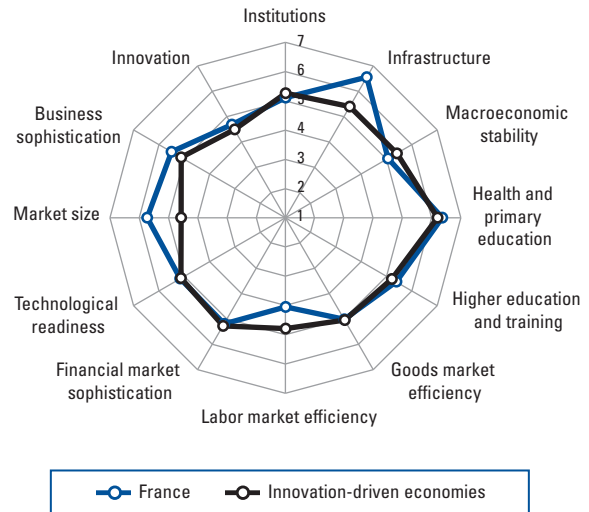 Institutions
7
6
5
4
3
2
1
Infrastructure
Macroeconomic
stability
Health and
primary
education
Higher education
and training
Goods market
efficiency
Labor market efficiency
Financial market
sophistication
Technological
readiness
Market size
Business
sophistication
Innovation
France
Innovation-driven economies